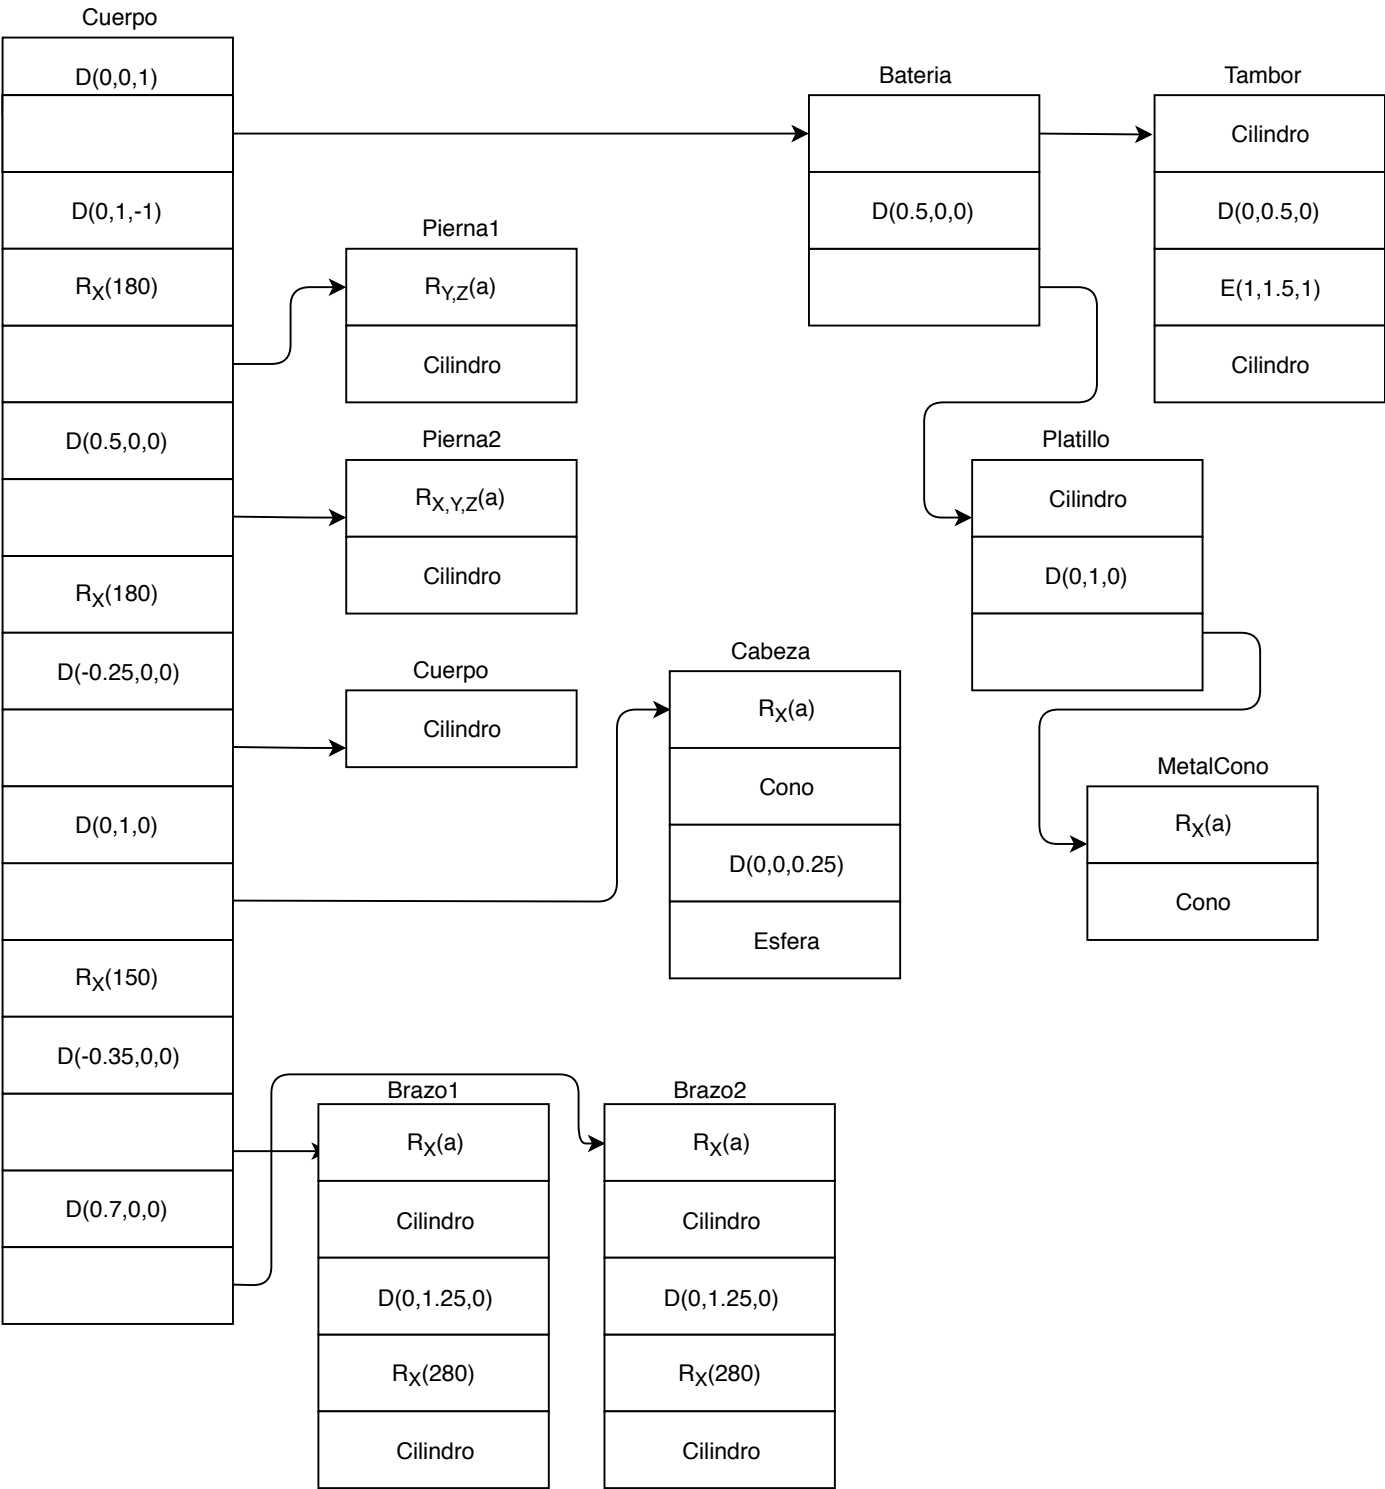 Cuerpo
D(0,0,1)
D(0,1,-1)
RX(180)
D(0.5,0,0)
RX(180)
D(-0.25,0,0)
D(0,1,0)
RX(150)
D(-0.35,0,0)
D(0.7,0,0)
Pierna1
RY,Z(a)
Cilindro
Pierna2
RX,Y,Z(a)
Cilindro
Cuerpo
Cilindro
Cabeza
RX(a)
Cono
D(0,0,0.25)
Esfera
Brazo1
RX(a)
Cilindro
D(0,1.25,0)
RX(280)
Cilindro
Brazo2
RX(a)
Cilindro
D(0,1.25,0)
RX(280)
Cilindro
Bateria
D(0.5,0,0)
Tambor
Cilindro
D(0,0.5,0)
E(1,1.5,1)
Cilindro
Platillo
Cilindro
D(0,1,0)
MetalCono
RX(a)
Cono